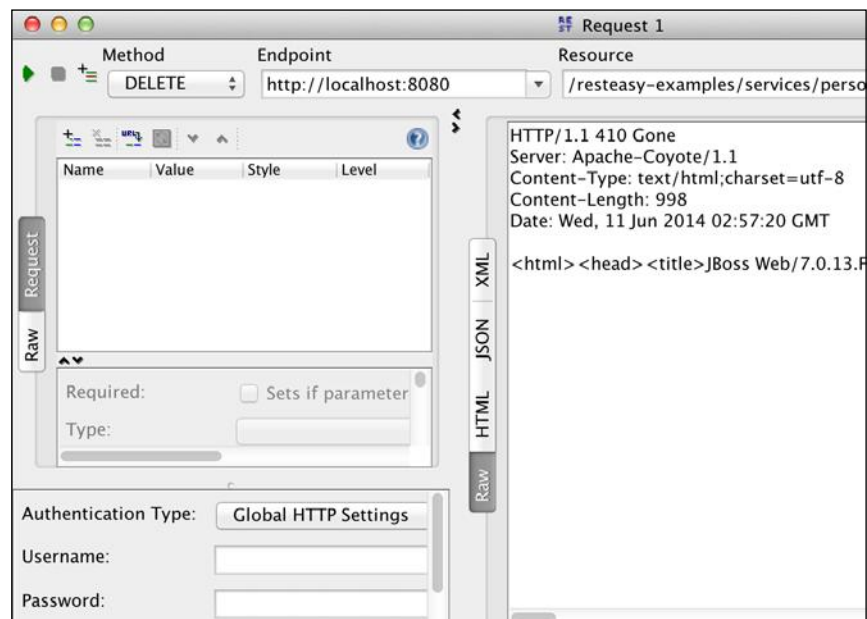 Request 1
Method Endpoint Resource
DELETE http://localhost:8080 /resteasy-examples/services/perso
Name Value Style Level
Request
Raw
Required: Sets if parameter
Type:
Authentication Type: Global HTTP Settings
Username:
Password:
XML
JSON
HTML
Raw
HTTP/1.1 410 Gone
Server: Apache-Coyote/1.1
Content-Type: text/html;charset=utf-8
Content-Length: 998
Date: Wed, 11 Jun 2014 02:57:20 GMT
<html><head><title>JBoss Web/7.0.13.F